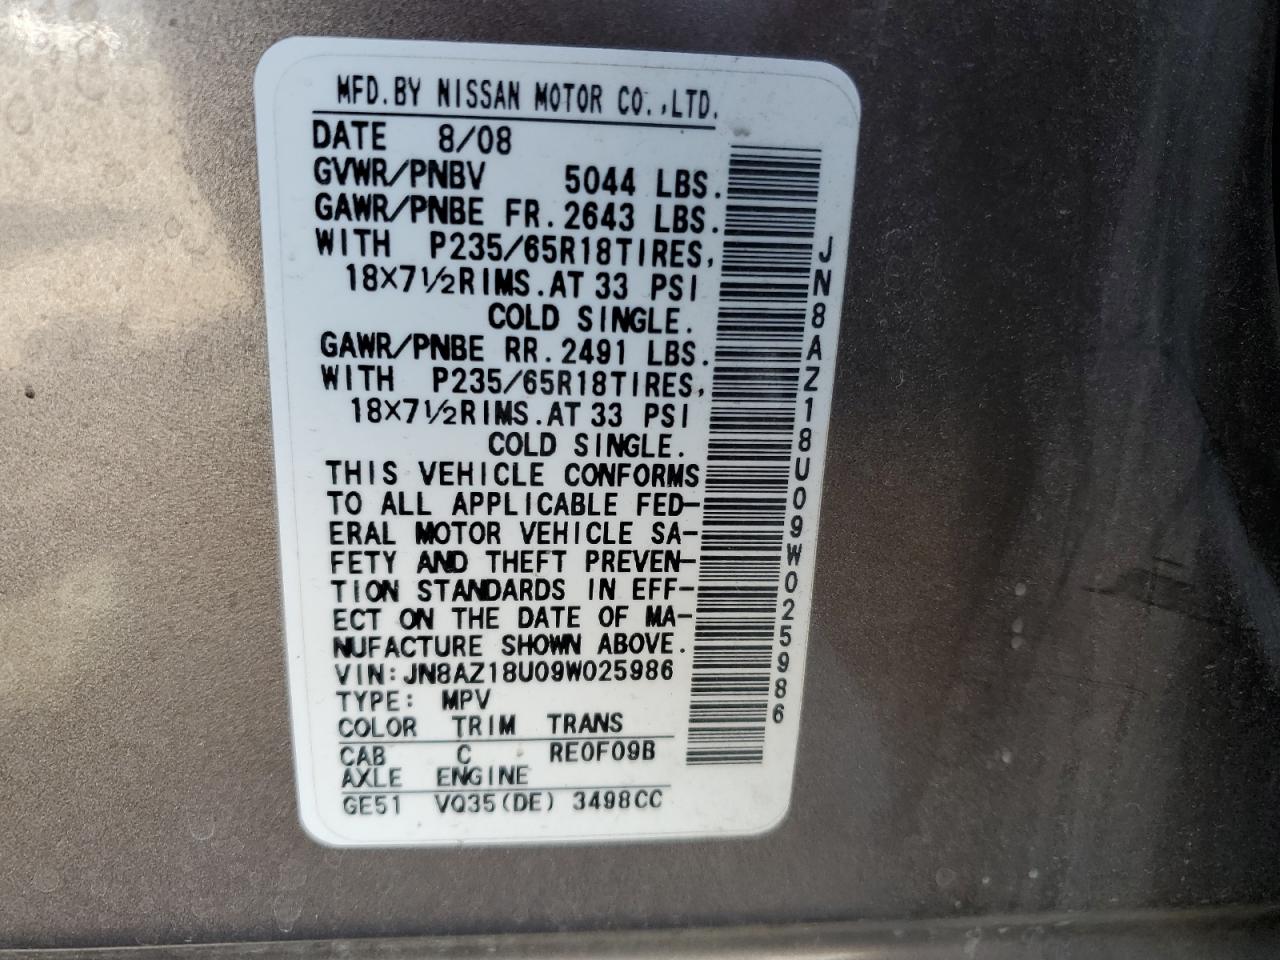 MFD.BY NISSAN MOTOR CO.,LTD.
DATE 8/08
GVWR/PNBV 5044 LBS.
GAWR/PNBE FR.2643 LBS.
WITH P235/65R18TIRES,
18×7½RIMS.AT 33 PSI
COLD SINGLE.
GAWR/PNBE RR.2491 LBS.
WITH P235/65R18TIRES,
18×7½RIMS.AT 33 PSI
COLD SINGLE.
THIS VEHICLE CONFORMS
TO ALL APPLICABLE FED-
ERAL MOTOR VEHICLE SA-
FETY AND THEFT PREVEN-
TION STANDARDS IN EFF-
ECT ON THE DATE OF MA-
NUFACTURE SHOWN ABOVE.
VIN:JN8AZ18U09W025986
TYPE: MPV
COLOR TRIM TRANS
CAB C RE0F09B
AXLE ENGINE
GE51 VQ35(DE) 3498CC
JN8AZ18U09W025986